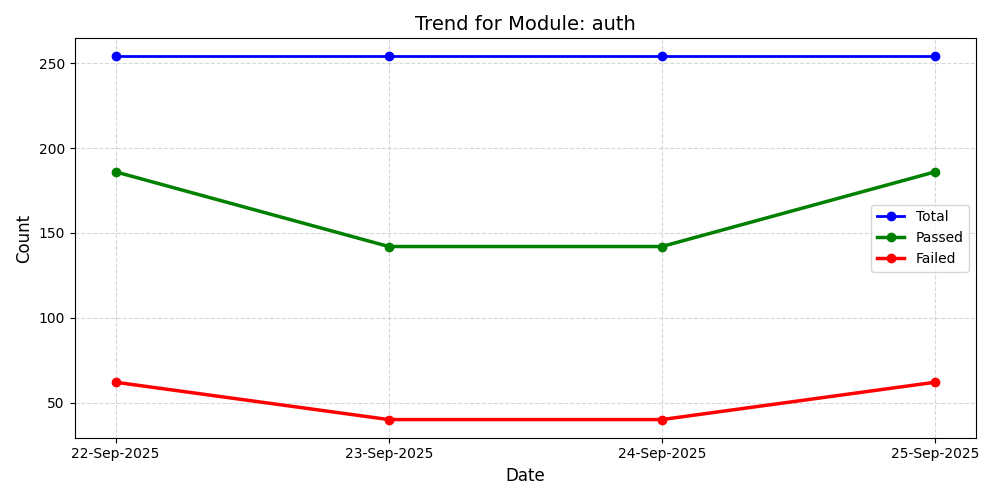 Trend for Module: auth
Count
250
200
150
100
50
Total
Passed
Failed
22-Sep-2025
23-Sep-2025
24-Sep-2025
25-Sep-2025
Date